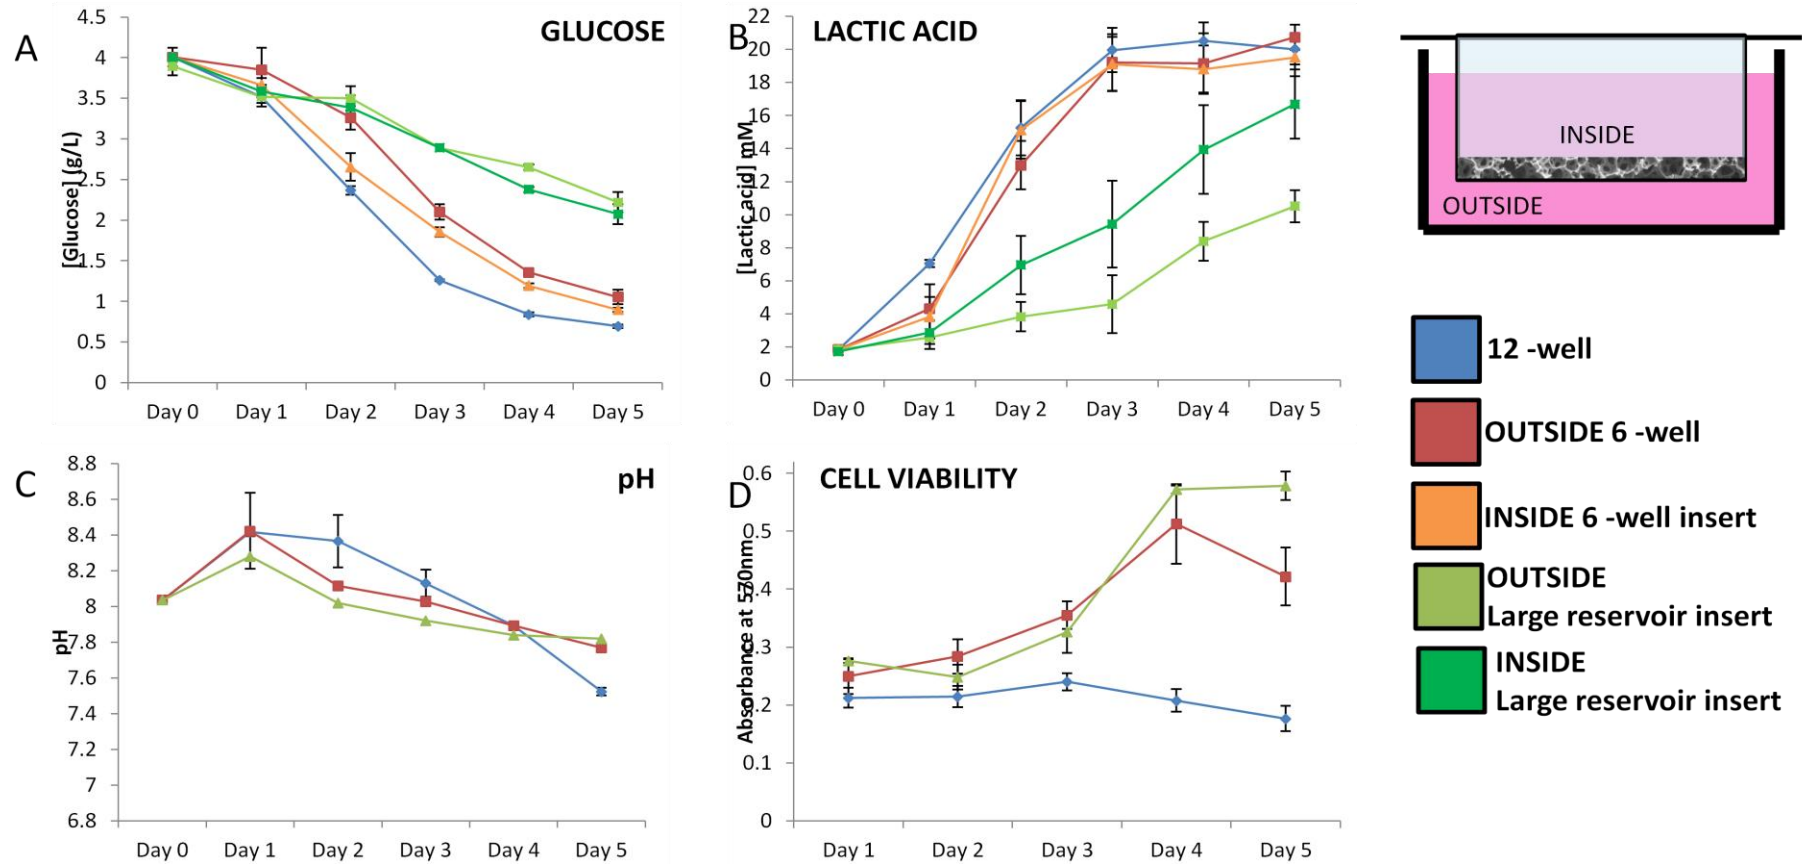 A
GLUCOSE
[Glucose] (g/L)
4.5
4
3.5
3
2.5
2
1.5
1
0.5
0
Day 0 Day 1 Day 2 Day 3 Day 4 Day 5
B
LACTIC ACID
[Lactic acid] mM
22
20
18
16
14
12
10
8
6
4
2
0
Day 0 Day 1 Day 2 Day 3 Day 4 Day 5
INSIDE
OUTSIDE
C
pH
pH
8.8
8.6
8.4
8.2
8
7.8
7.6
7.4
7.2
7
6.8
Day 0 Day 1 Day 2 Day 3 Day 4 Day 5
D
CELL VIABILITY
Absorbance at 570nm
0.6
0.5
0.4
0.3
0.2
0.1
0
Day 1 Day 2 Day 3 Day 4 Day 5
12 -well
OUTSIDE 6 -well
INSIDE 6 -well insert
OUTSIDE
Large reservoir insert
INSIDE
Large reservoir insert